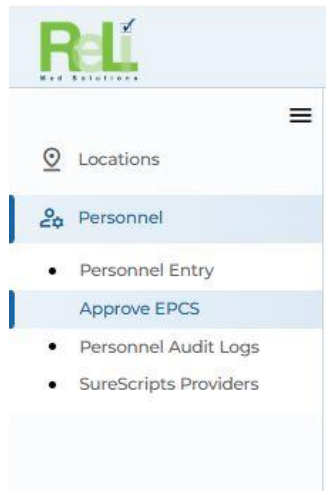 ReLi
Med Solutions
Locations
Personnel
Personnel Entry
Approve EPCS
Personnel Audit Logs
SureScripts Providers